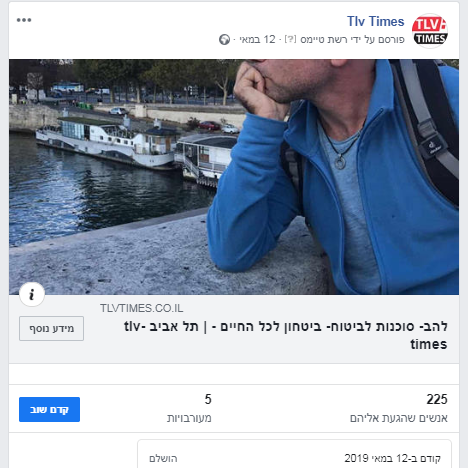 Tlv Times
פורסם על ידי רשת טיימס [?] · 12 במאי ·
TLV
TIMES
TLVTIMES.CO.IL
להב- סוכנות לביטוח- ביטחון לכל החיים - | תל אביב tlv-
times
מידע נוסף
225
אנשים שהגעת אליהם
5
מעורבויות
קדם שוב
קודם ב-12 במאי 2019
הושלם